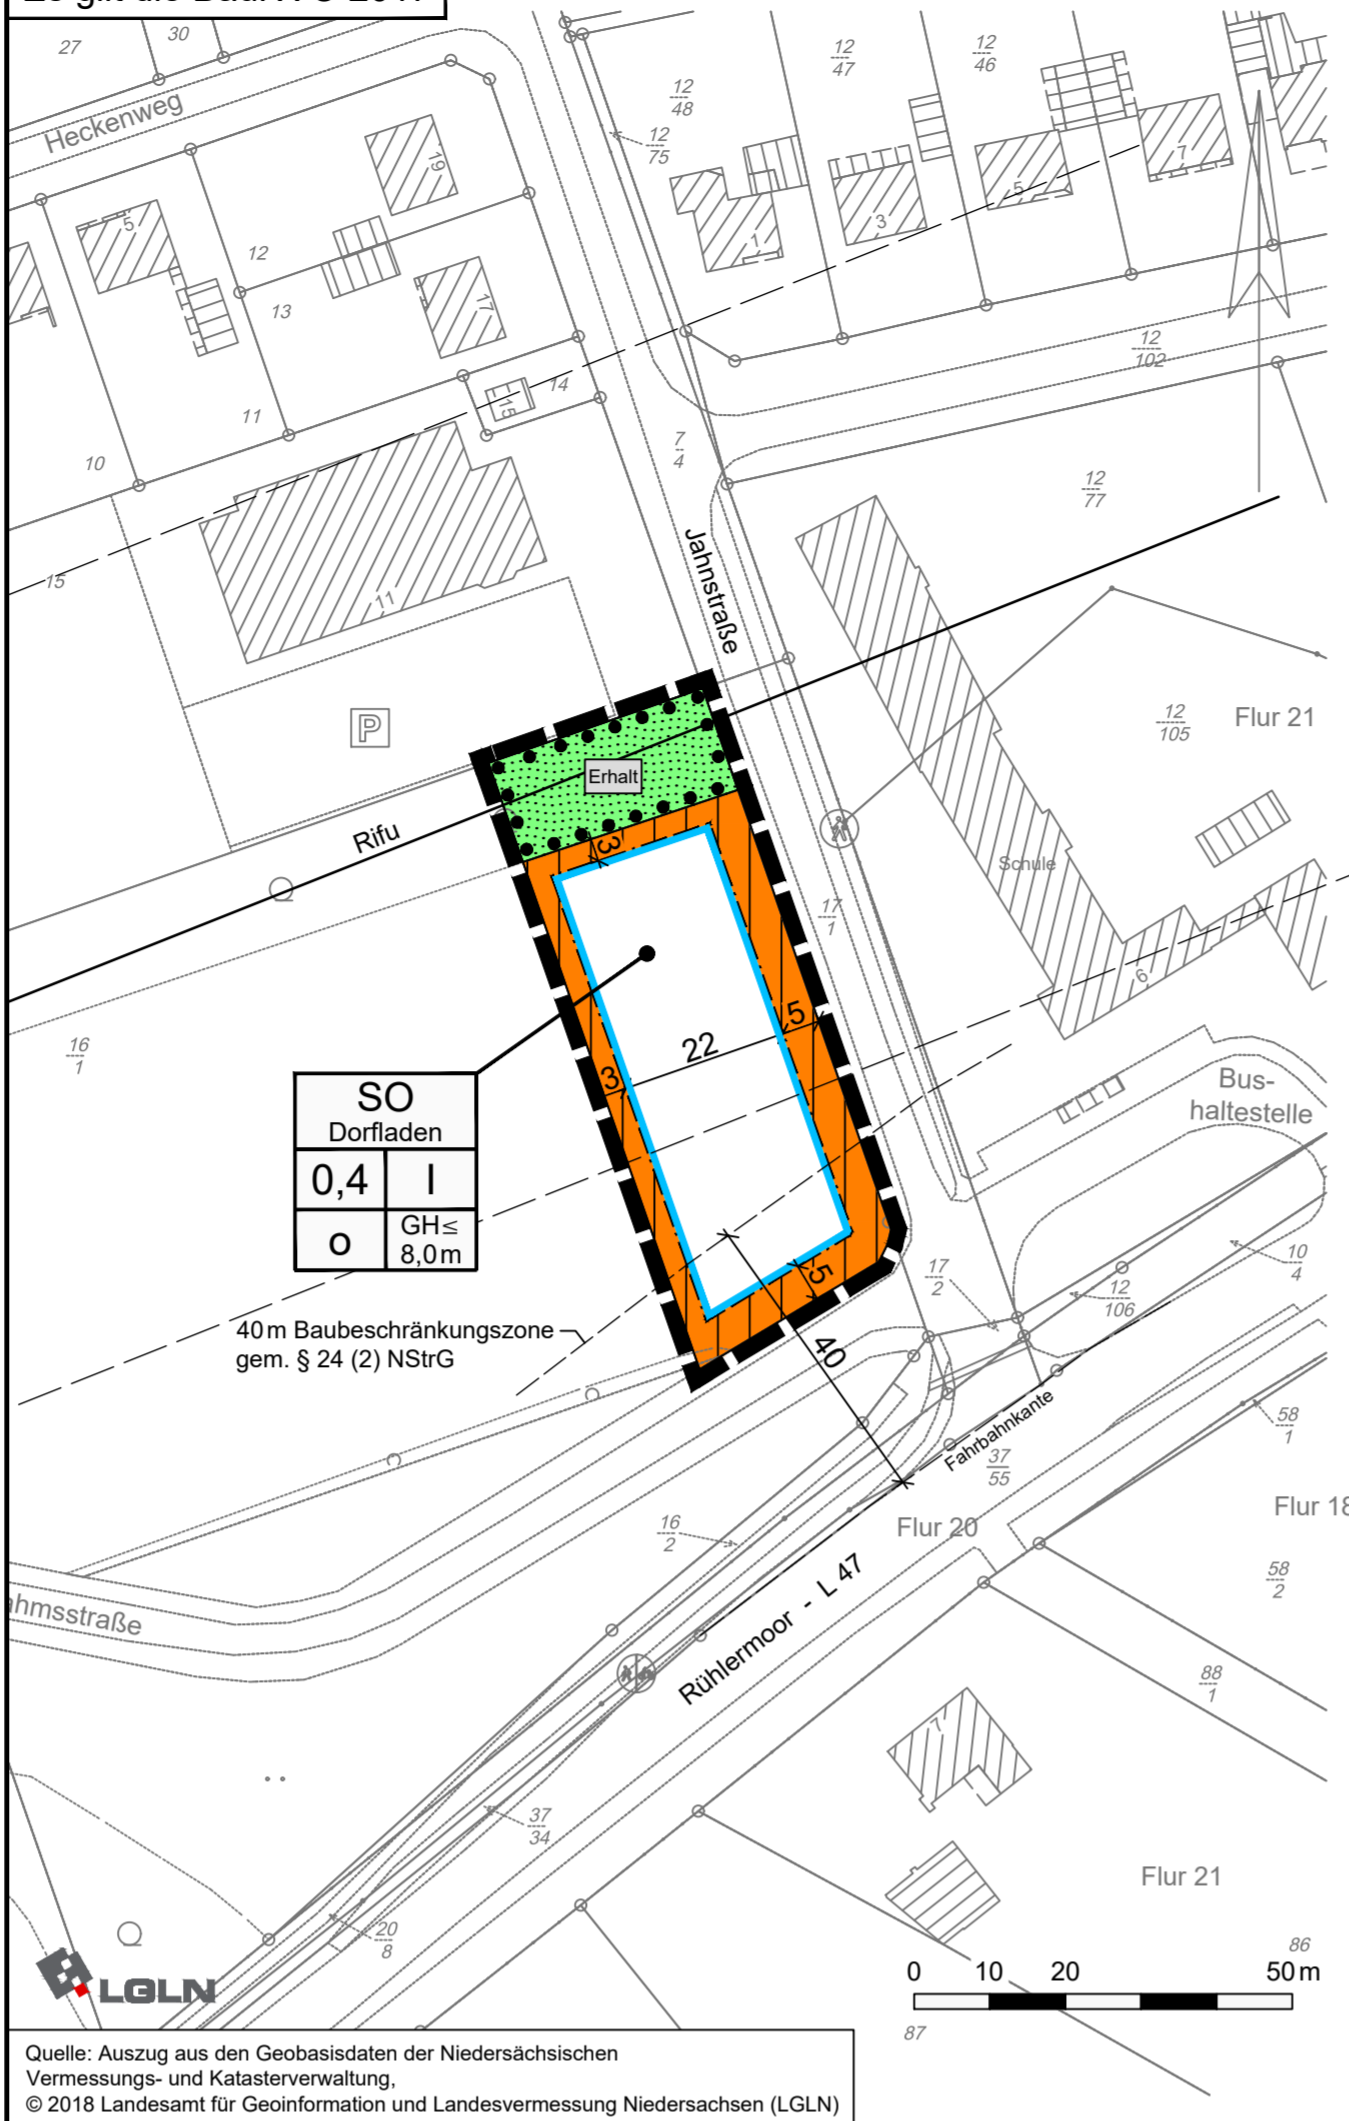 27
30
Heckenweg
12
48
12
75
12
47
12
46
19
5
12
13
17
1
3
5
7
12
102
14
15
11
10
7
4
12
77
15
11
Jahnstraße
P
12
105
Flur 21
Erhalt
Rifu
3
Schule
17
1
6
5
22
3
16
1
SO
Dorfladen
0,4
I
o
GH≤
8,0m
Bus-
haltestelle
5
10
4
17
2
12
106
40m Baubeschränkungszone
gem. § 24 (2) NStrG
40
Fahrbahnkante
58
1
37
55
Flur 18
Flur 20
16
2
58
2
ahmsstraße
Rühlermoor - L 47
88
1
7
37
34
Flur 21
20
8
86
LGLN
0 10 20 50m
87
Quelle: Auszug aus den Geobasisdaten der Niedersächsischen
Vermessungs- und Katasterverwaltung,
© 2018 Landesamt für Geoinformation und Landesvermessung Niedersachsen (LGLN)